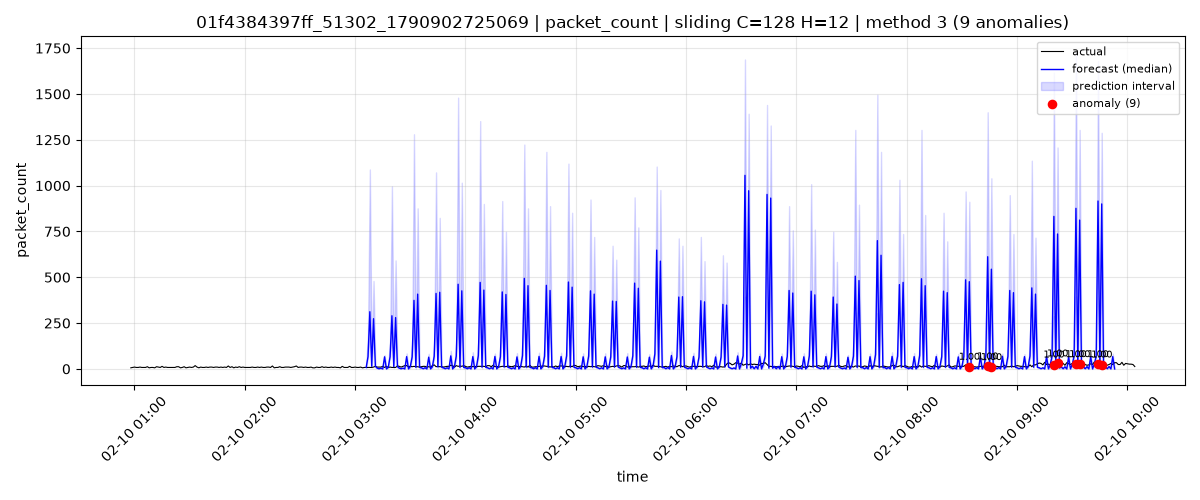 01f4384397ff_51302_1790902725069 | packet_count | sliding C=128 H=12 | method 3 (9 anomalies)
packet_count
1750
1500
1250
1000
750
500
250
0
actual
forecast (median)
prediction interval
anomaly (9)
02-10 01:00
02-10 02:00
02-10 03:00
02-10 04:00
02-10 05:00
02-10 06:00
02-10 07:00
02-10 08:00
02-10 09:00
02-10 10:00
time